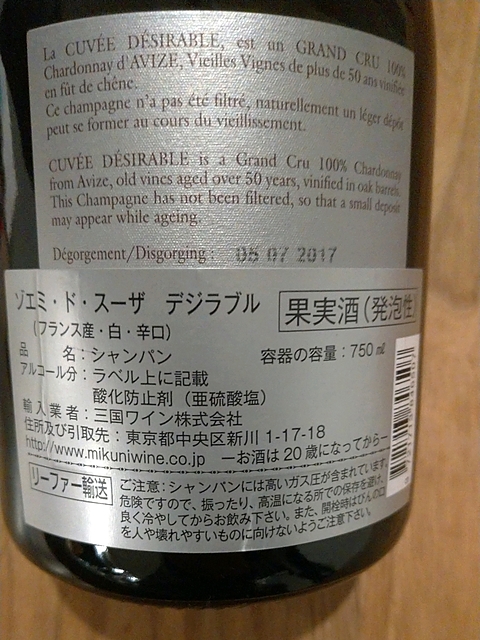 La CUVÉE DÉSIRABLE, est un GRAND CRU 100%
Chardonnay d'AVIZE, Vieilles Vignes de plus de 50 ans vinifiée
en fût de chêne.
Ce champagne n'a pas été filtré, naturellement un léger dépôt
peut se former au cours du vieillissement.
CUVÉE DÉSIRABLE is a Grand Cru 100% Chardonnay
from Avize, old vines aged over 50 years, vinified in oak barrels.
This Champagne has not been filtered, so that a small deposit
may appear while ageing.
Dégorgement/Disgorging : 05 07 2017
ゾエミ・ド・スーザ デジラブル
果実酒(発泡性)
(フランス産・白・辛口)
品 名:シャンパン
容器の容量:750㎖
アルコール分:ラベル上に記載
酸化防止剤(亜硫酸塩)
輸入業者:三国ワイン株式会社
住所及び引取先:東京都中央区新川 1-17-18
http://www.mikuniwine.co.jp —お酒は20歳になってから—
リーファー輸送
ご注意:シャンパンには高いガス圧が含まれています。
危険ですので、振ったり、高温になる所での保存を避け、
良く冷やしてからお飲み下さい。また、開栓時はびんの口
を人や壊れやすいものに向けないようご注意下さい。